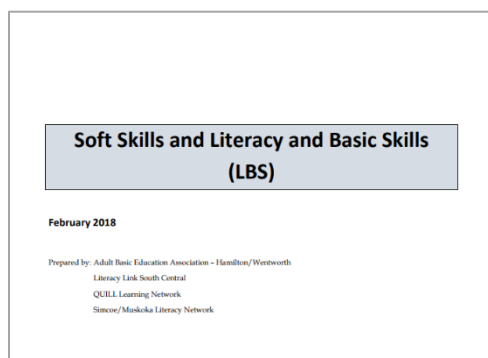 Soft Skills and Literacy and Basic Skills
(LBS)
February 2018
Prepared by: Adult Basic Education Association – Hamilton/Wentworth
Literacy Link South Central
QUILL Learning Network
Simcoe/Muskoka Literacy Network